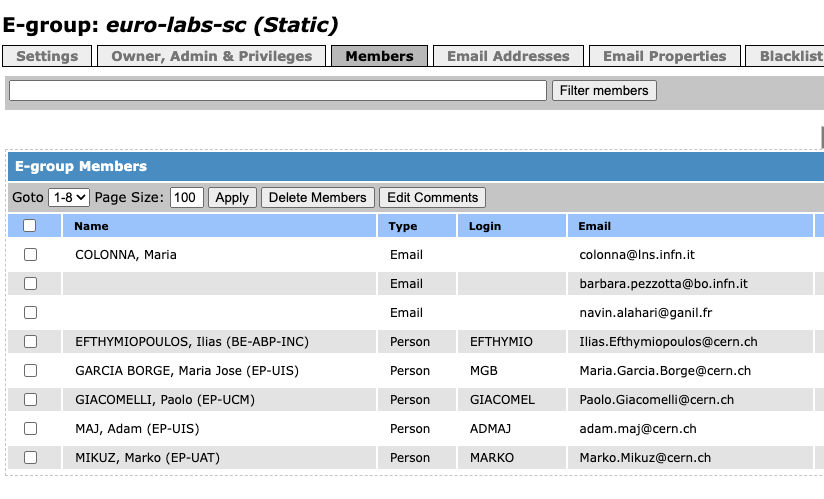 E-group: euro-labs-sc (Static)
Settings Owner, Admin & Privileges Members Email Addresses Email Properties Blacklist
Filter members
E-group Members
Goto 1-8 Page Size: 100 Apply Delete Members Edit Comments
Name Type Login Email
COLONNA, Maria Email colonna@lns.infn.it
Email barbara.pezzotta@bo.infn.it
Email navin.alahari@ganil.fr
EFTHYMIOPOULOS, Ilias (BE-ABP-INC) Person EFTHYMIO Ilias.Efthymiopoulos@cern.ch
GARCIA BORGE, Maria Jose (EP-UIS) Person MGB Maria.Garcia.Borge@cern.ch
GIACOMELLI, Paolo (EP-UCM) Person GIACOMEL Paolo.Giacomelli@cern.ch
MAJ, Adam (EP-UIS) Person ADMAJ adam.maj@cern.ch
MIKUZ, Marko (EP-UAT) Person MARKO Marko.Mikuz@cern.ch